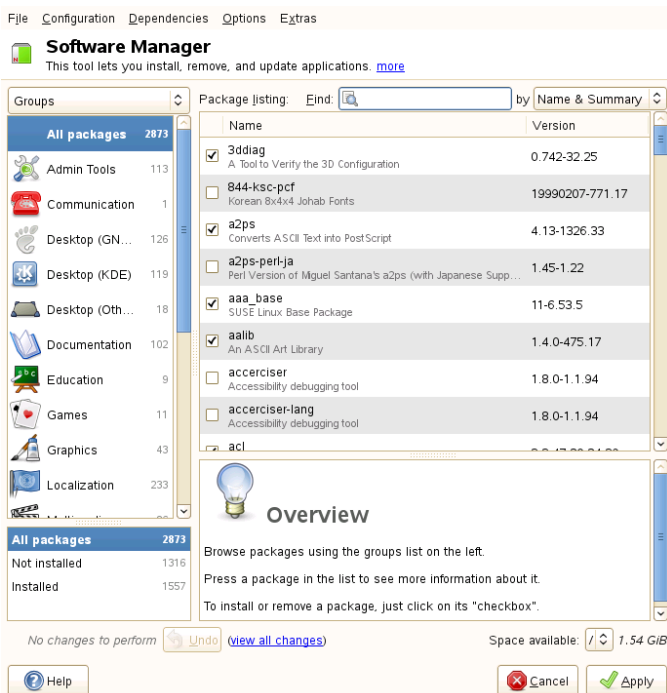 File Configuration Dependencies Options Extras
Software Manager
This tool lets you install, remove, and update applications. more
Groups
Package listing: Find: by Name & Summary
All packages 2873
Admin Tools 113
Communication 1
Desktop (GN... 126
Desktop (KDE) 119
Desktop (Oth... 18
Documentation 102
Education 9
Games 11
Graphics 43
Localization 233
Name Version
3ddiag 0.742-32.25
A Tool to Verify the 3D Configuration
844-ksc-pcf 19990207-771.17
Korean 8x4x4 Johab Fonts
a2ps 4.13-1326.33
Converts ASCII Text into PostScript
a2ps-perl-ja 1.45-1.22
Perl Version of Miguel Santana's a2ps (with Japanese Supp...
aaa_base 11-6.53.5
SUSE Linux Base Package
aalib 1.4.0-475.17
An ASCII Art Library
accerciser 1.8.0-1.1.94
Accessibility debugging tool
accerciser-lang 1.8.0-1.1.94
Accessibility debugging tool
acl
All packages 2873
Not installed 1316
Installed 1557
Overview
Browse packages using the groups list on the left.
Press a package in the list to see more information about it.
To install or remove a package, just click on its "checkbox".
No changes to perform Undo (view all changes) Space available: / 1.54 GiB
Help Cancel Apply